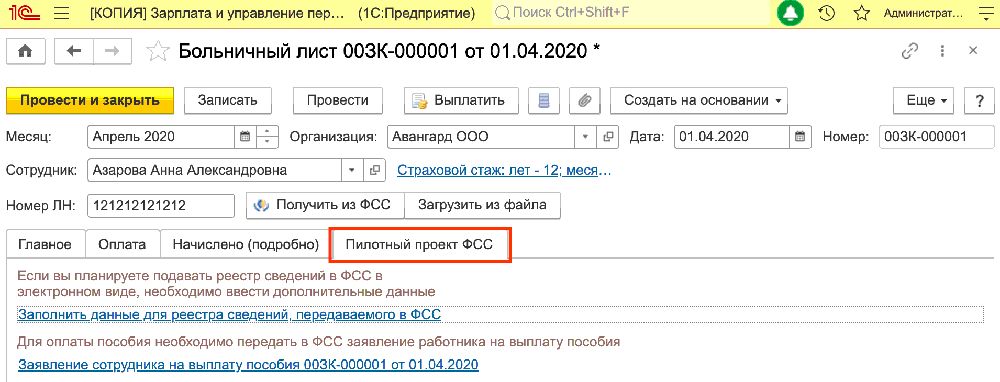 1С [КОПИЯ] Зарплата и управление пер... (1С:Предприятие) Поиск Ctrl+Shift+F Администрат...
Больничный лист 00ЗК-000001 от 01.04.2020 *
Провести и закрыть Записать Провести Выплатить Создать на основании Еще ?
Месяц: Апрель 2020 Организация: Авангард ООО Дата: 01.04.2020 Номер: 00ЗК-000001
Сотрудник: Азарова Анна Александровна Страховой стаж: лет - 12; меся...
Номер ЛН: 121212121212 Получить из ФСС Загрузить из файла
Главное Оплата Начислено (подробно) Пилотный проект ФСС
Если вы планируете подавать реестр сведений в ФСС в
электронном виде, необходимо ввести дополнительные данные
Заполнить данные для реестра сведений, передаваемого в ФСС
Для оплаты пособия необходимо передать в ФСС заявление работника на выплату пособия
Заявление сотрудника на выплату пособия 00ЗК-000001 от 01.04.2020